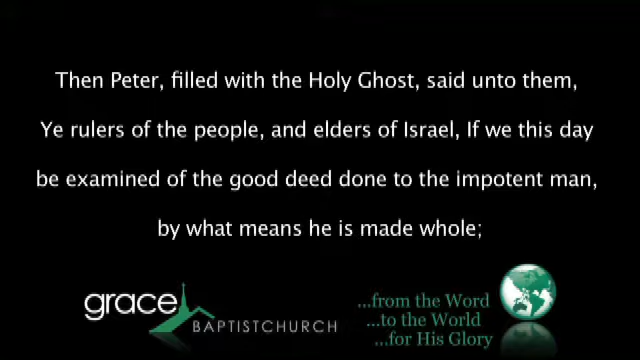 Then Peter, filled with the Holy Ghost, said unto them,
Ye rulers of the people, and elders of Israel, If we this day
be examined of the good deed done to the impotent man,
by what means he is made whole;
grace
BAPTISTCHURCH
...from the Word
...to the World
...for His Glory